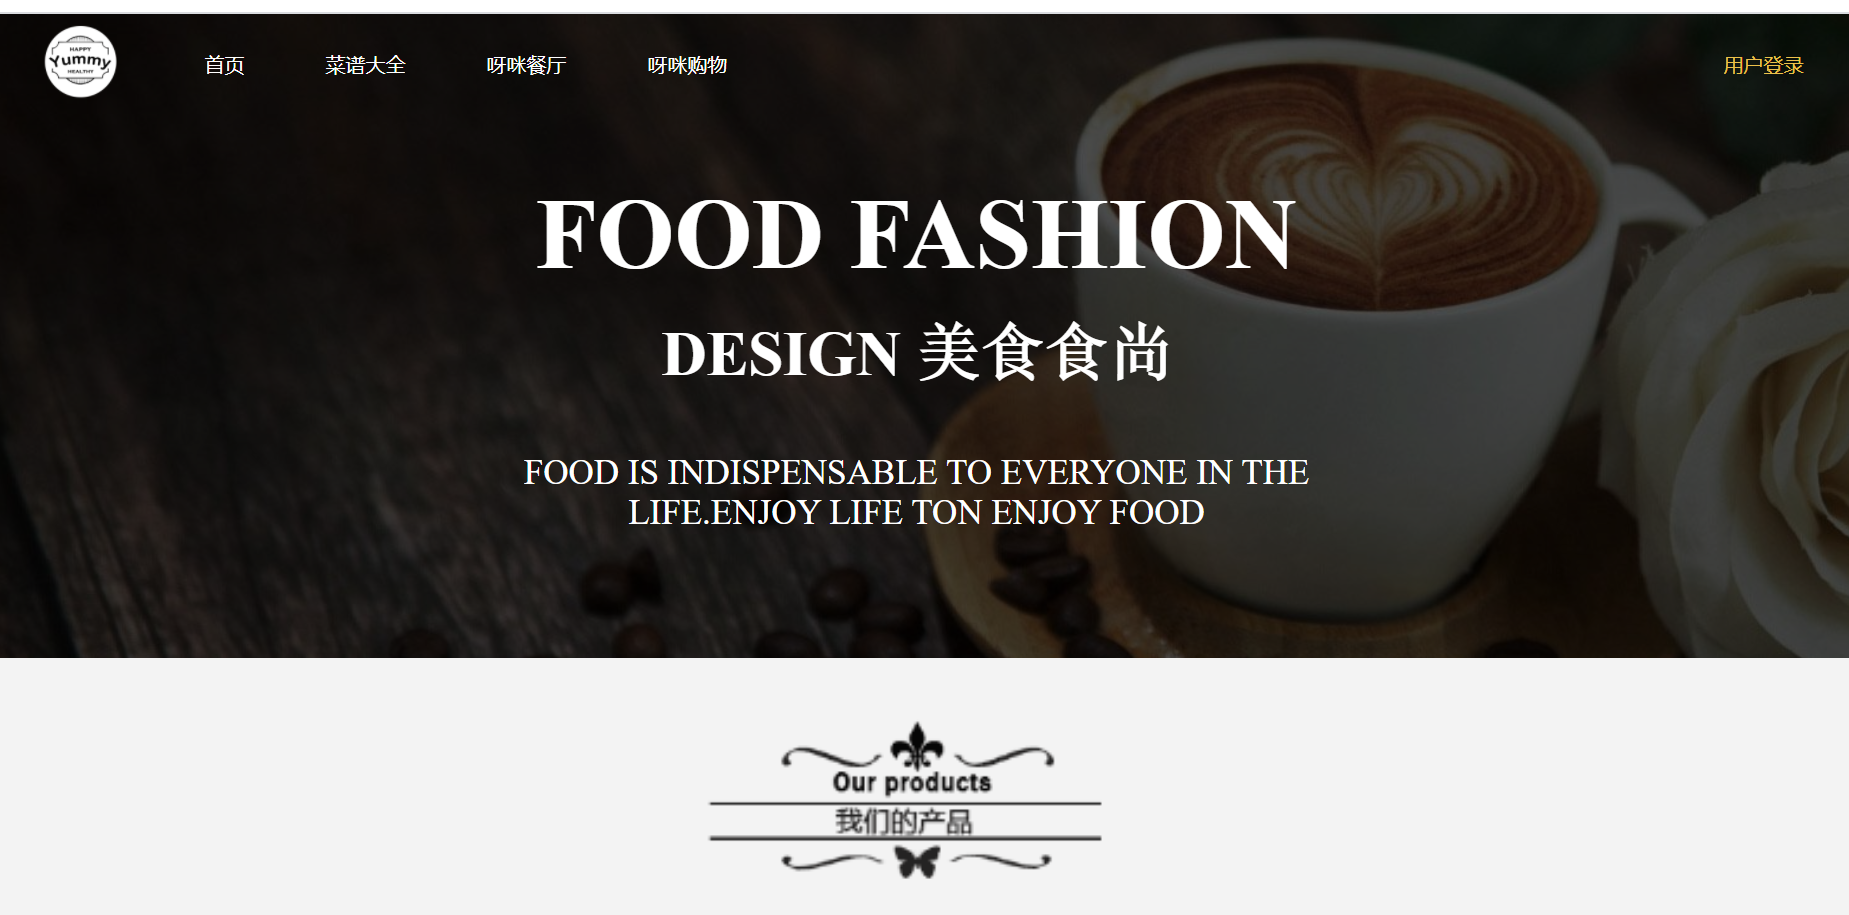 HAPPY
Yummy
HEALTHY
首页 菜谱大全 呀咪餐厅 呀咪购物 用户登录
FOOD FASHION
DESIGN 美食食尚
FOOD IS INDISPENSABLE TO EVERYONE IN THE
LIFE.ENJOY LIFE TON ENJOY FOOD
Our products
我们的产品